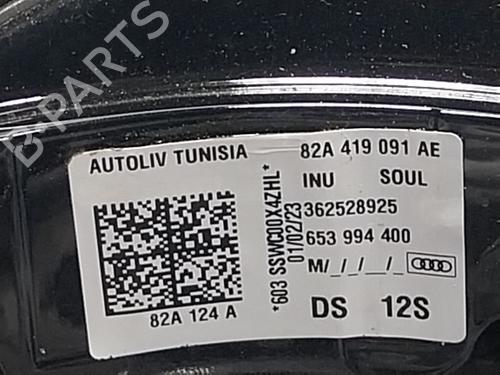 B-PARTS
AUTOLIV TUNISIA
82A 419 091 AE
INU SOUL
362528925
653 994 400
M/_/_/_/
DS 12S
82A 124 A
*603 SSWC00X4ZHL*
01/02/23